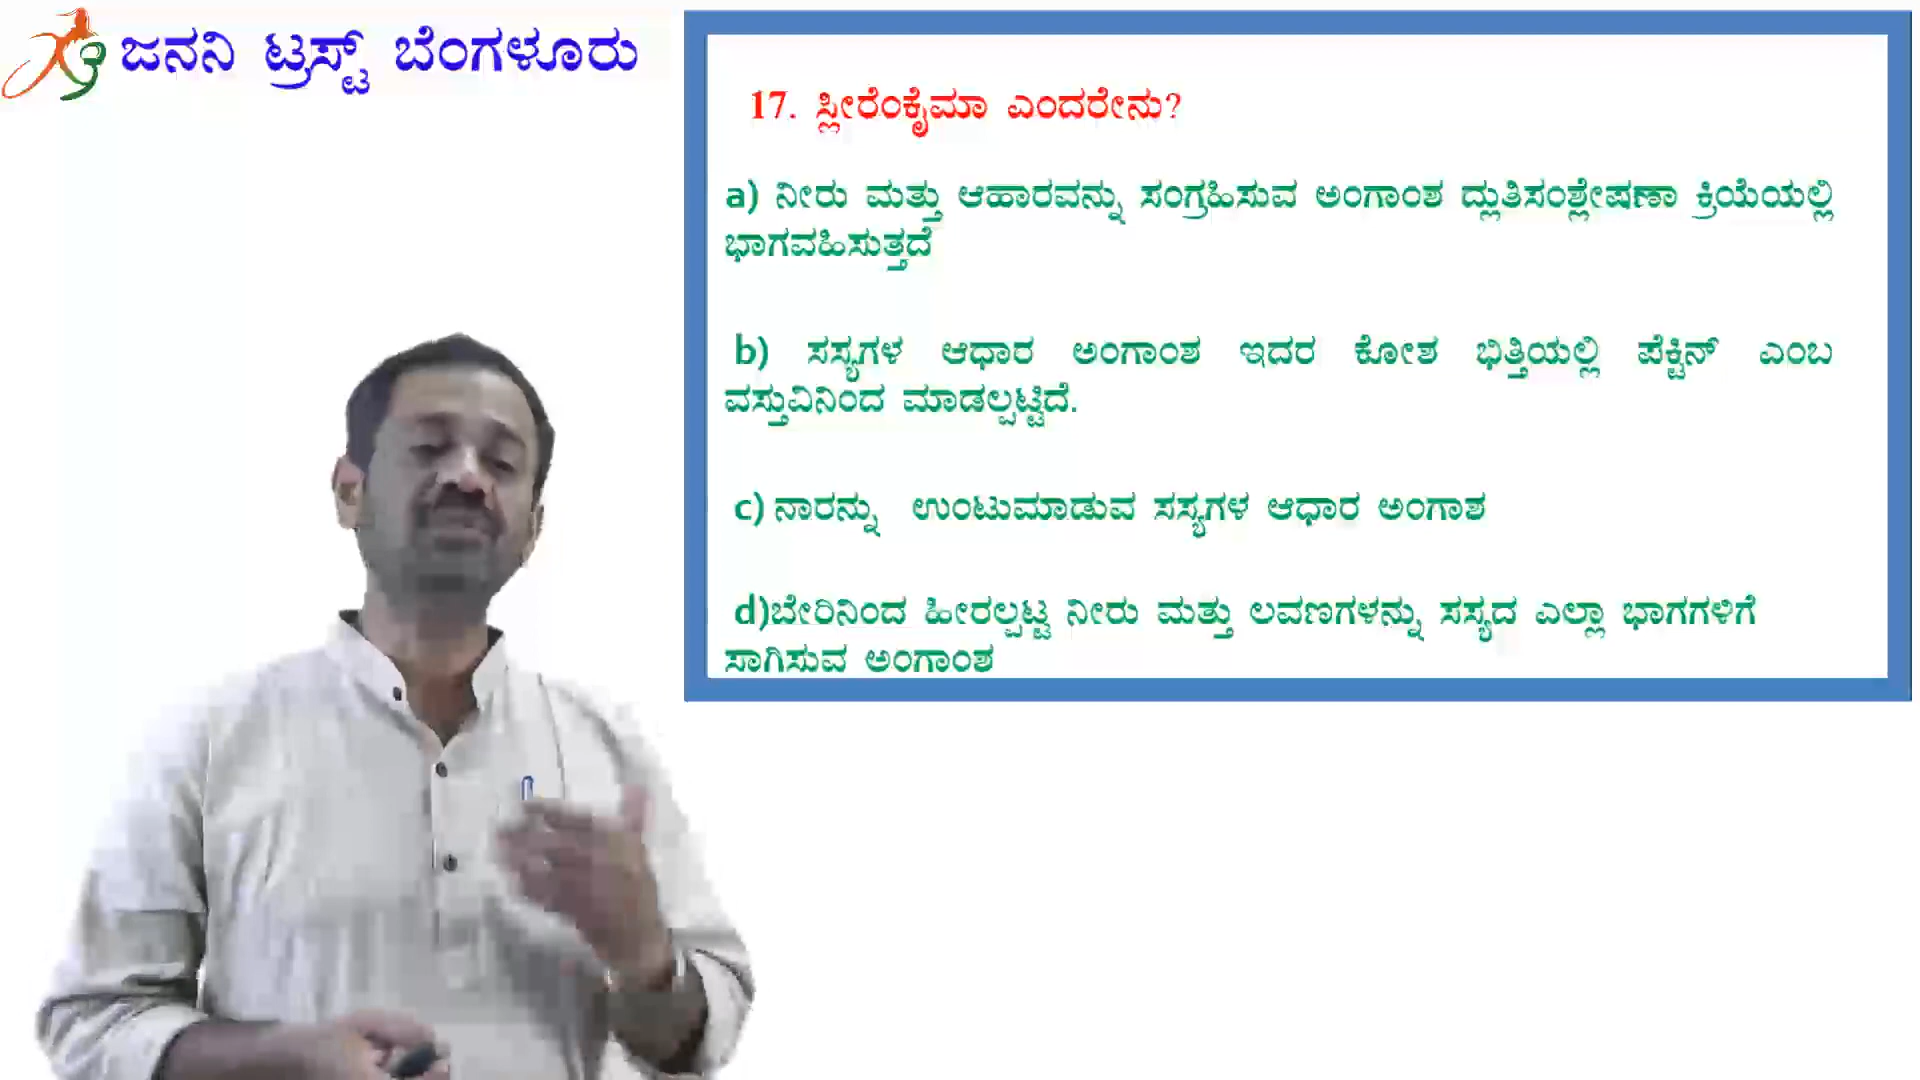 ಜನನಿ ಟ್ರಸ್ಟ್ ಬೆಂಗಳೂರು
17. ಸ್ಲೀರೆಂಕೈಮಾ ಎಂದರೇನು?
a) ನೀರು ಮತ್ತು ಆಹಾರವನ್ನು ಸಂಗ್ರಹಿಸುವ ಅಂಗಾಂಶ ದ್ಯುತಿಸಂಶ್ಲೇಷಣಾ ಕ್ರಿಯೆಯಲ್ಲಿ
ಭಾಗವಹಿಸುತ್ತದೆ
b) ಸಸ್ಯಗಳ ಆಧಾರ ಅಂಗಾಂಶ ಇದರ ಕೋಶ ಭಿತ್ತಿಯಲ್ಲಿ ಪೆಕ್ಟಿನ್ ಎಂಬ
ವಸ್ತುವಿನಿಂದ ಮಾಡಲ್ಪಟ್ಟಿದೆ.
c) ನಾರನ್ನು ಉಂಟುಮಾಡುವ ಸಸ್ಯಗಳ ಆಧಾರ ಅಂಗಾಶ
d)ಬೇರಿನಿಂದ ಹೀರಲ್ಪಟ್ಟ ನೀರು ಮತ್ತು ಲವಣಗಳನ್ನು ಸಸ್ಯದ ಎಲ್ಲಾ ಭಾಗಗಳಿಗೆ
ಸಾಗಿಸುವ ಅಂಗಾಂಶ